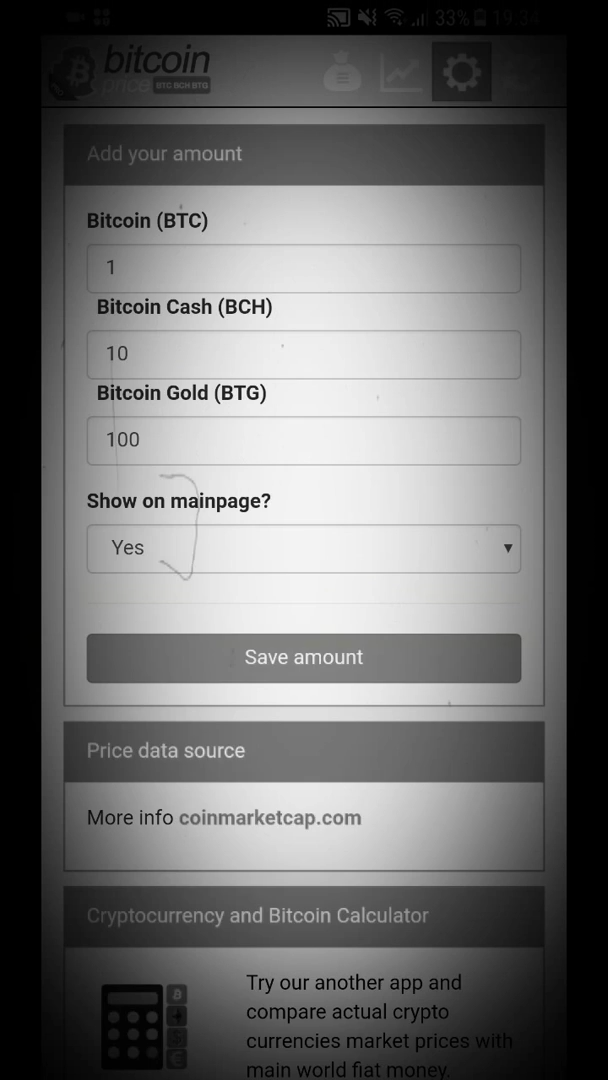 33% 19:34
bitcoin
price BTC BCH BTG
Add your amount
Bitcoin (BTC)
1
Bitcoin Cash (BCH)
10
Bitcoin Gold (BTG)
100
Show on mainpage?
Yes
Save amount
Price data source
More info coinmarketcap.com
Cryptocurrency and Bitcoin Calculator
Try our another app and
compare actual crypto
currencies market prices with
main world fiat money.